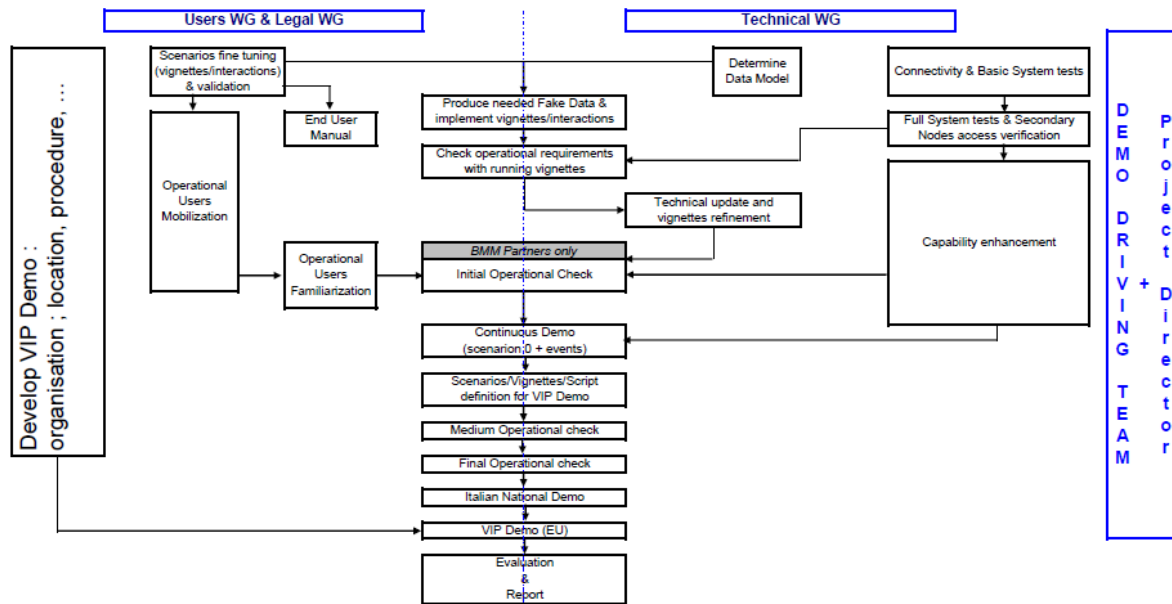 Users WG & Legal WG
Technical WG
Develop VIP Demo :
organisation ; location, procedure, ...
Scenarios fine tuning
(vignettes/interactions)
& validation
End User
Manual
Operational
Users
Mobilization
Operational
Users
Familiarization
Produce needed Fake Data &
implement vignettes/interactions
Check operational requirements
with running vignettes
Technical update and
vignettes refinement
BMM Partners only
Initial Operational Check
Continuous Demo
(scenarion 0 + events)
Scenarios/Vignettes/Script
definition for VIP Demo
Medium Operational check
Final Operational check
Italian National Demo
VIP Demo (EU)
Evaluation
&
Report
Determine
Data Model
Connectivity & Basic System tests
Full System tests & Secondary
Nodes access verification
Capability enhancement
DEMO DRIVING TEAM
+
Project Director